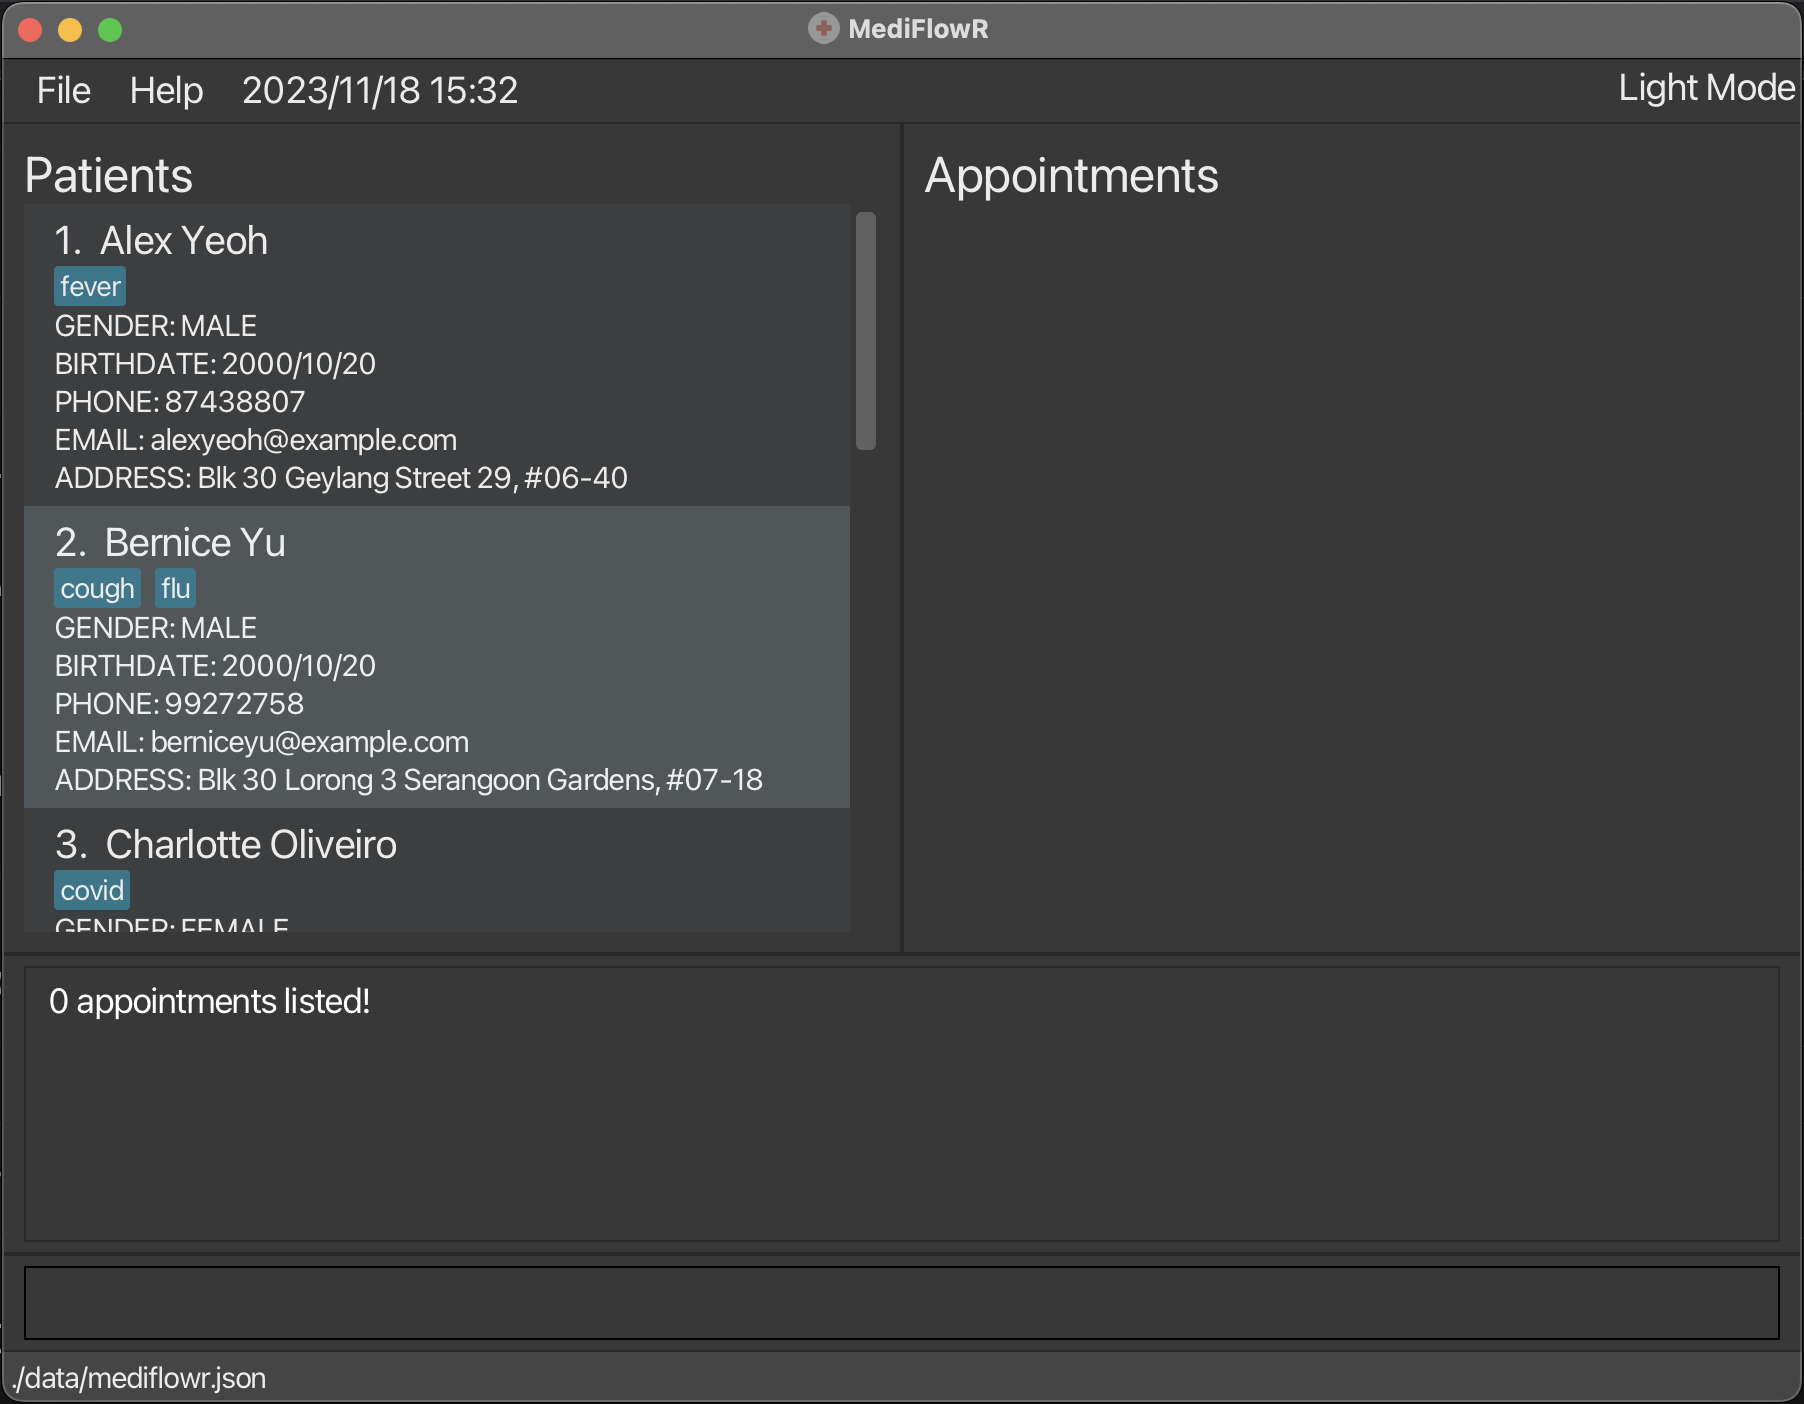 MediFlowR
File Help 2023/11/18 15:32 Light Mode
Patients
1. Alex Yeoh
fever
GENDER: MALE
BIRTHDATE: 2000/10/20
PHONE: 87438807
EMAIL: alexyeoh@example.com
ADDRESS: Blk 30 Geylang Street 29, #06-40
2. Bernice Yu
cough flu
GENDER: MALE
BIRTHDATE: 2000/10/20
PHONE: 99272758
EMAIL: berniceyu@example.com
ADDRESS: Blk 30 Lorong 3 Serangoon Gardens, #07-18
3. Charlotte Oliveiro
covid
GENDER: FEMALE
Appointments
0 appointments listed!
./data/mediflowr.json